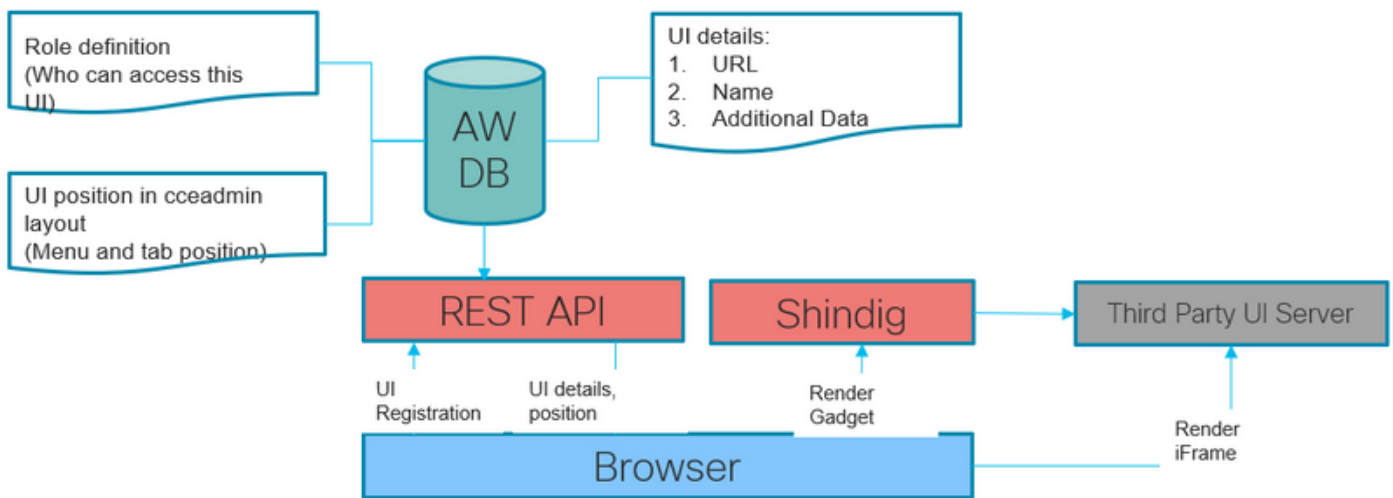 Role definition
(Who can access this
UI)
UI position in cceadmin
layout
(Menu and tab position)
AW
DB
UI details:
1. URL
2. Name
3. Additional Data
REST API
Shindig
Third Party UI Server
UI
Registration
UI details,
position
Render
Gadget
Render
iFrame
Browser